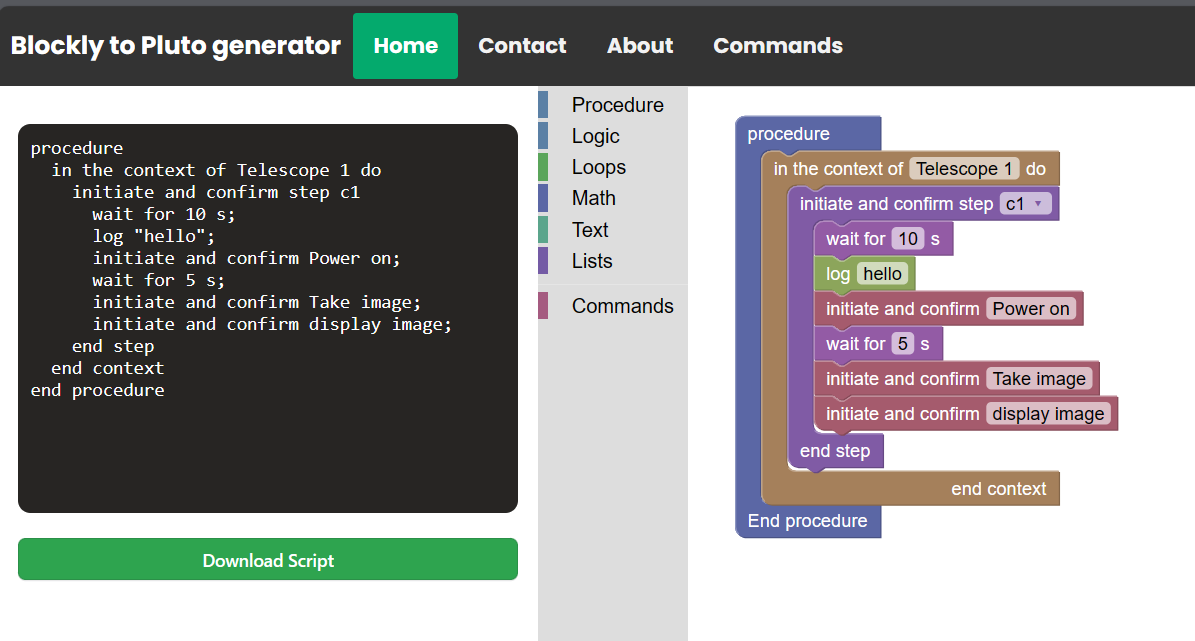 Blockly to Pluto generator Home Contact About Commands
procedure
  in the context of Telescope 1 do
    initiate and confirm step c1
      wait for 10 s;
      log "hello";
      initiate and confirm Power on;
      wait for 5 s;
      initiate and confirm Take image;
      initiate and confirm display image;
    end step
  end context
end procedure
Download Script
Procedure
Logic
Loops
Math
Text
Lists
Commands
procedure
in the context of Telescope 1 do
initiate and confirm step c1
wait for 10 s
log hello
initiate and confirm Power on
wait for 5 s
initiate and confirm Take image
initiate and confirm display image
end step
end context
End procedure